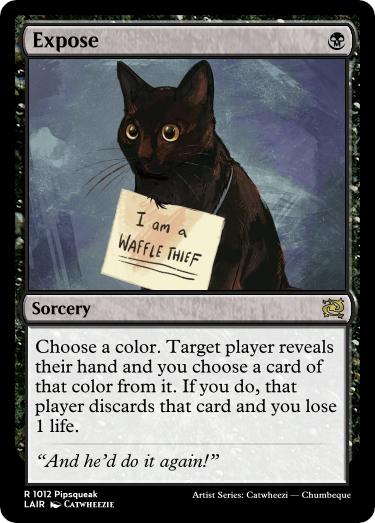 Expose
I am a
WAFFLE THIEF
Sorcery
Choose a color. Target player reveals
their hand and you choose a card of
that color from it. If you do, that
player discards that card and you lose
1 life.
“And he’d do it again!”
R 1012 Pipsqueak
LAIR CATWHEEZIE
Artist Series: Catwheezi — Chumbeque